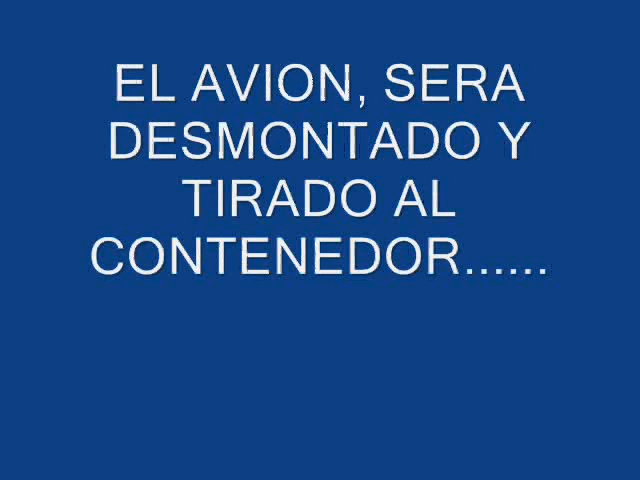 EL AVION, SERA
DESMONTADO Y
TIRADO AL
CONTENEDOR......